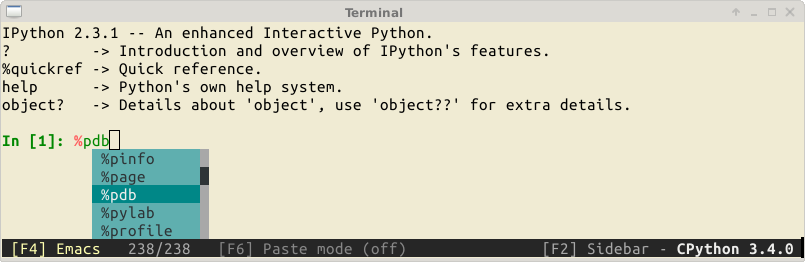 Terminal
IPython 2.3.1 -- An enhanced Interactive Python.
?         -> Introduction and overview of IPython's features.
%quickref -> Quick reference.
help      -> Python's own help system.
object?   -> Details about 'object', use 'object??' for extra details.
In [1]: %pdb
%pinfo
%page
%pdb
%pylab
%profile
[F4] Emacs   238/238   [F6] Paste mode (off)   [F2] Sidebar - CPython 3.4.0